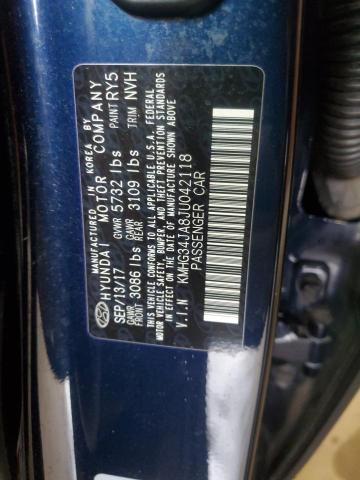 MANUFACTURED IN KOREA BY
HYUNDAI MOTOR COMPANY
SEP/13/17 GVWR 5732 lbs PAINT RY5
GAWR FRONT 3086 lbs GAWR REAR 3109 lbs TRIM NVH
THIS VEHICLE CONFORMS TO ALL APPLICABLE U.S.A. FEDERAL
MOTOR VEHICLE SAFETY, BUMPER, AND THEFT PREVENTION
STANDARDS IN EFFECT ON THE DATE OF MANUFACTURE SHOWN ABOVE.
V.I.N KMHG34JA8JU042118
PASSENGER CAR